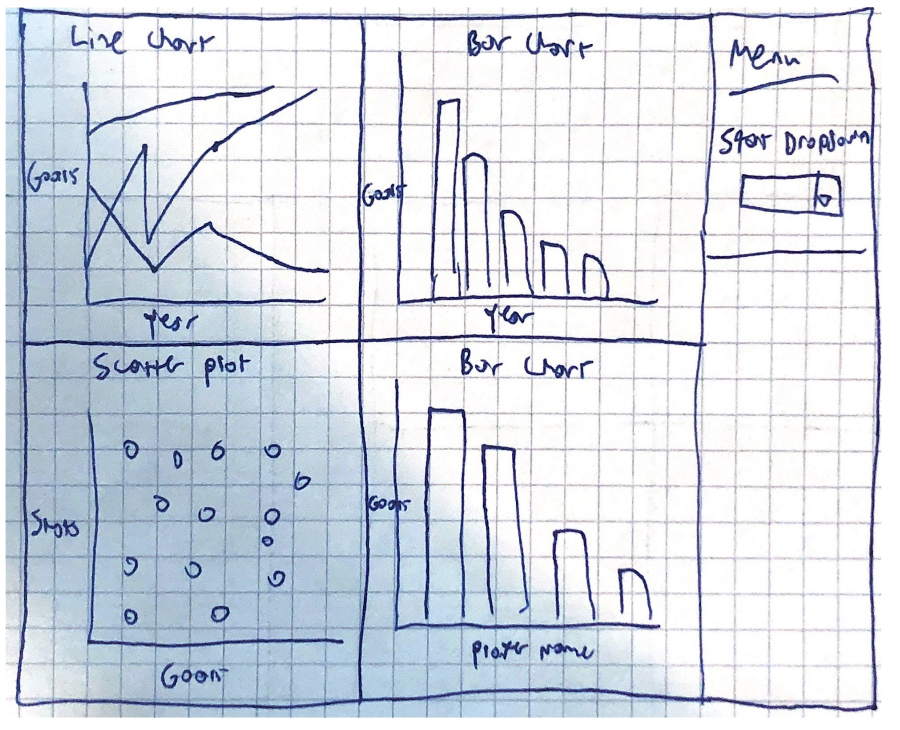 Line Chart
Goals
Year
Bar Chart
Goals
Year
Menu
Stat Dropdown
Scatter plot
Shots
Goals
Bar Chart
Goals
player name